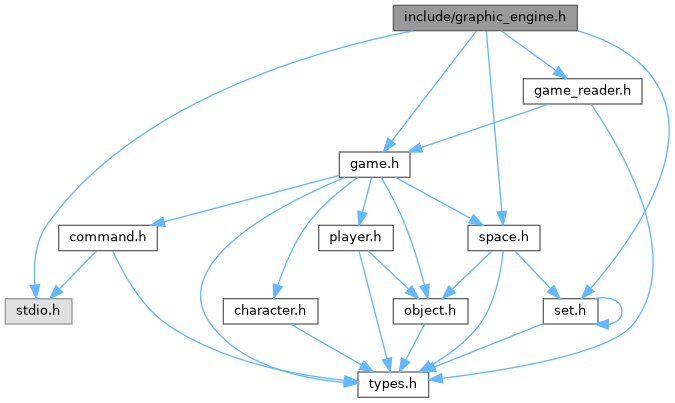 include/graphic_engine.h
game_reader.h
game.h
command.h
player.h
space.h
stdio.h
character.h
object.h
set.h
types.h